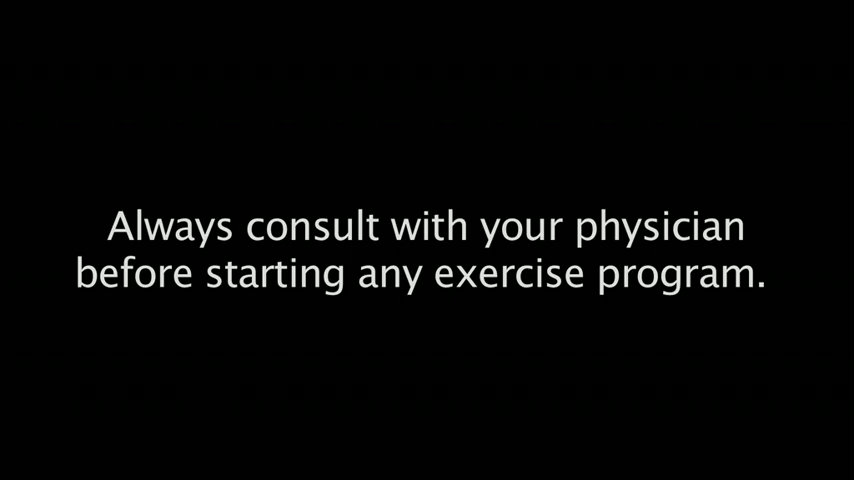 Always consult with your physician
before starting any exercise program.